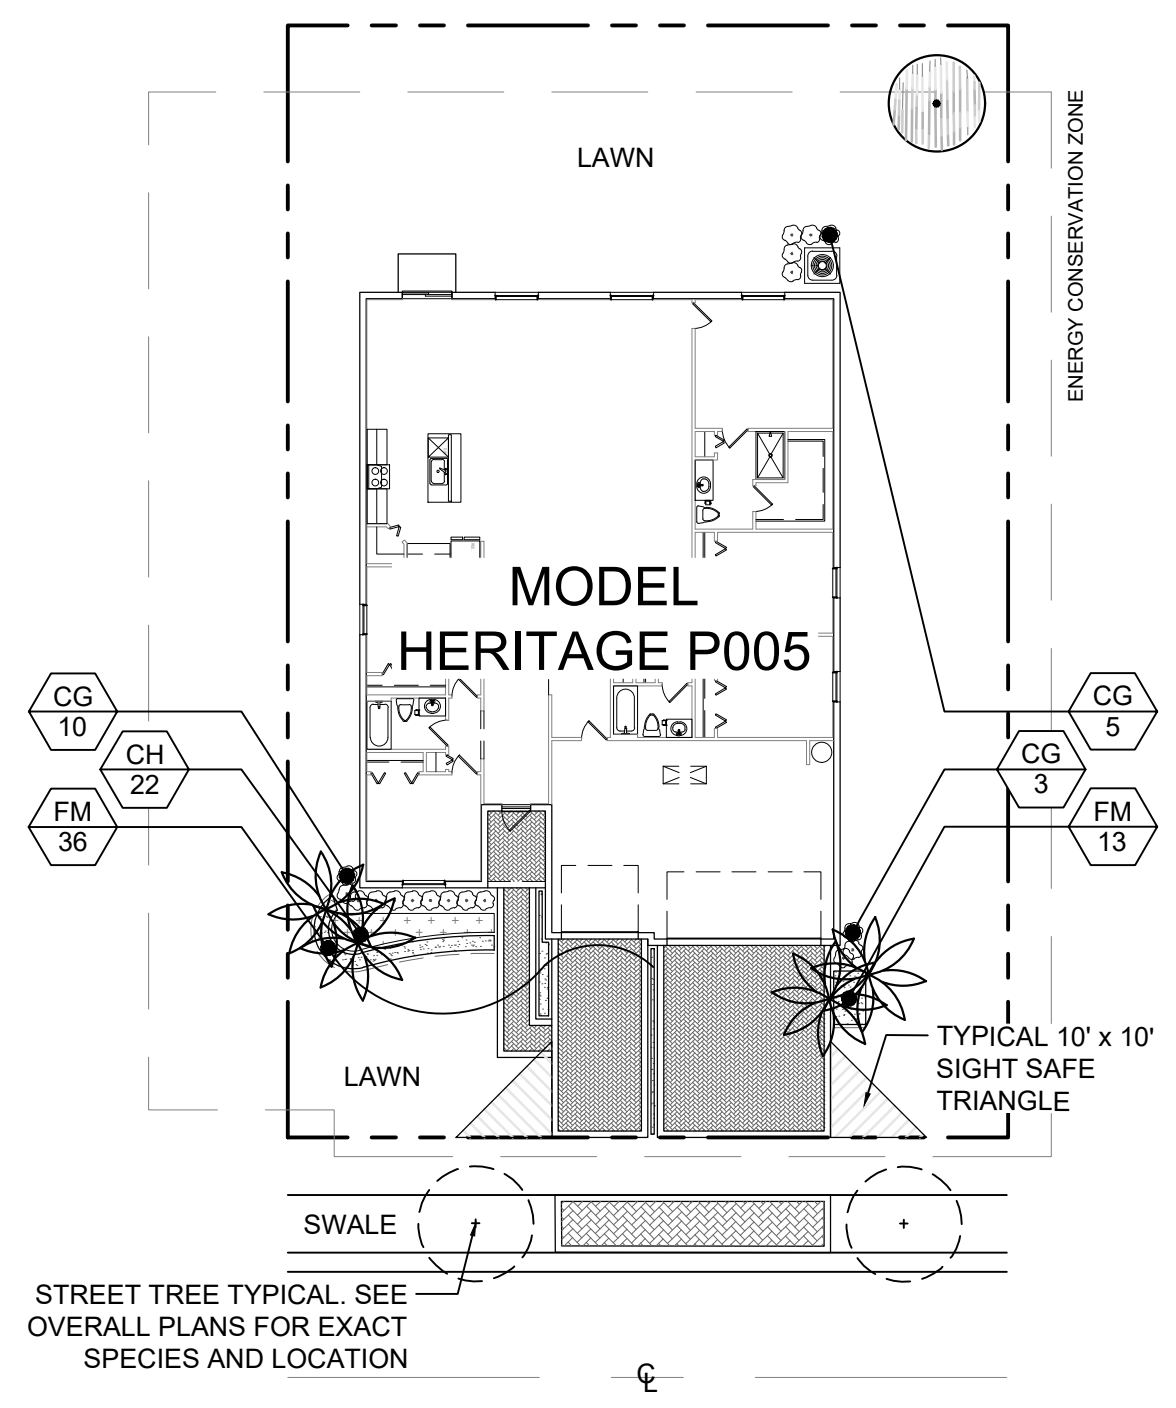 ENERGY CONSERVATION ZONE
LAWN
MODEL
HERITAGE P005
CG
10
CH
22
FM
36
CG
5
CG
3
FM
13
TYPICAL 10' x 10'
SIGHT SAFE
TRIANGLE
LAWN
SWALE
STREET TREE TYPICAL. SEE
OVERALL PLANS FOR EXACT
SPECIES AND LOCATION
℄